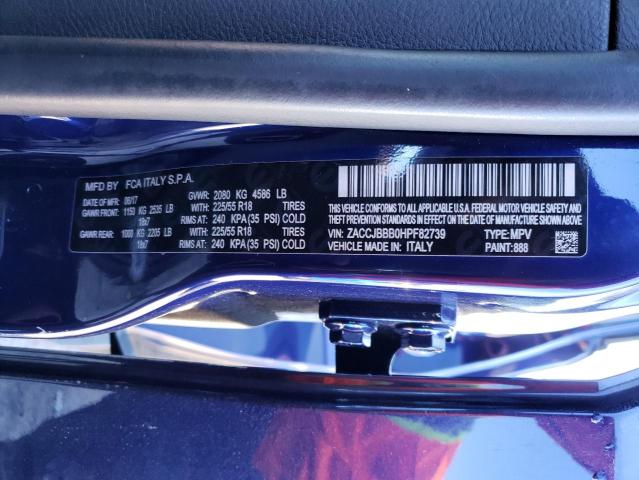 MFD BY FCA ITALY S.P.A.
DATE OF MFR 06/17 GVWR: 2080 KG 4586 LB
GAWR FRONT: 1150 KG 2535 LB WITH: 225/55 R18 TIRES
18x7 RIMS AT: 240 KPA(35 PSI) COLD
GAWR REAR: 1000 KG 2205 LB WITH: 225/55 R18 TIRES
18x7 RIMS AT: 240 KPA(35 PSI) COLD
THIS VEHICLE CONFORMS TO ALL APPLICABLE U.S.A. FEDERAL MOTOR VEHICLE SAFETY,
BUMPER, AND THEFT PREVENTION STANDARDS IN EFFECT ON THE DATE OF MANUFACTURE SHOWN ABOVE
VIN: ZACCJBBB0HPF82739 TYPE: MPV
VEHICLE MADE IN: ITALY PAINT: 888